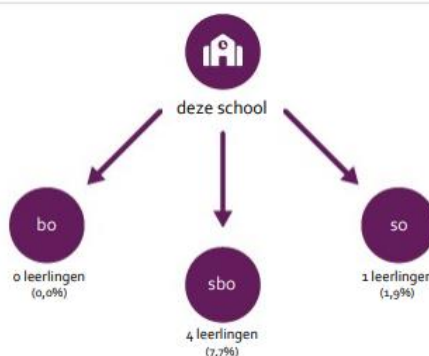 deze school
bo
0 leerlingen
(0,0%)
sbo
4 leerlingen
(7,7%)
so
1 leerlingen
(1,9%)